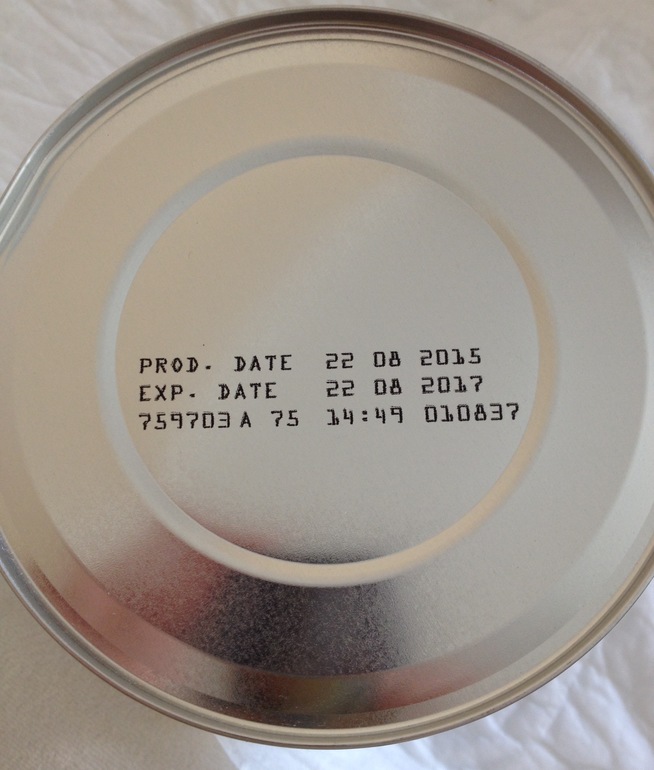 PROD. DATE 22 08 2015
EXP. DATE 22 08 2017
759703 A 75 14:49 010837